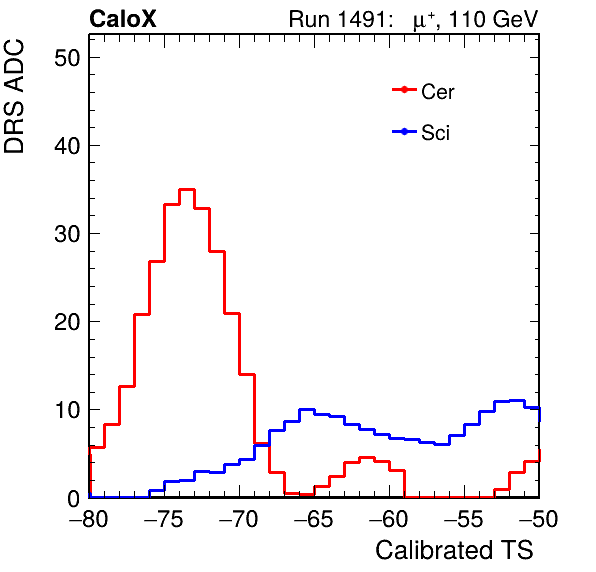 CaloX Run 1491: μ⁺, 110 GeV
DRS ADC
50
40
30
20
10
0
Cer
Sci
−80 −75 −70 −65 −60 −55 −50
Calibrated TS